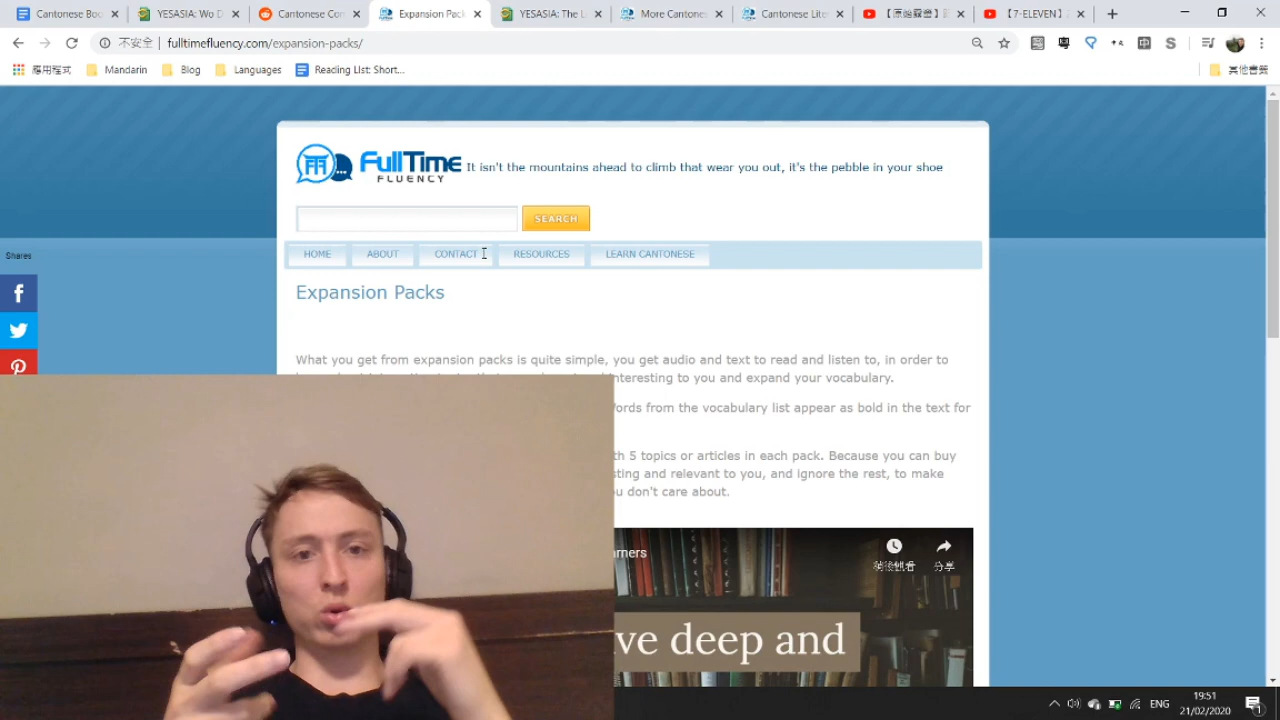 Cantonese Boo
YESASIA: Wo D
Cantonese Con
Expansion Pack
YESASIA: The L
More Cantones
【原始霧墾】
【7-ELEVEN】
不安全 | fulltimefluency.com/expansion-packs/
應用程式
Mandarin
Blog
Languages
Reading List: Short...
其他書籤
FullTime
FLUENCY
It isn't the mountains ahead to climb that wear you out, it's the pebble in your shoe
SEARCH
HOME
ABOUT
CONTACT
RESOURCES
LEARN CANTONESE
Shares
Expansion Packs
What you get from expansion packs is quite simple, you get audio and text to read and listen to, in order to
interesting to you and expand your vocabulary.
ords from the vocabulary list appear as bold in the text for
th 5 topics or articles in each pack. Because you can buy
sting and relevant to you, and ignore the rest, to make
u don't care about.
rners
稍後觀看
分享
ve deep and
ENG
19:51
21/02/2020